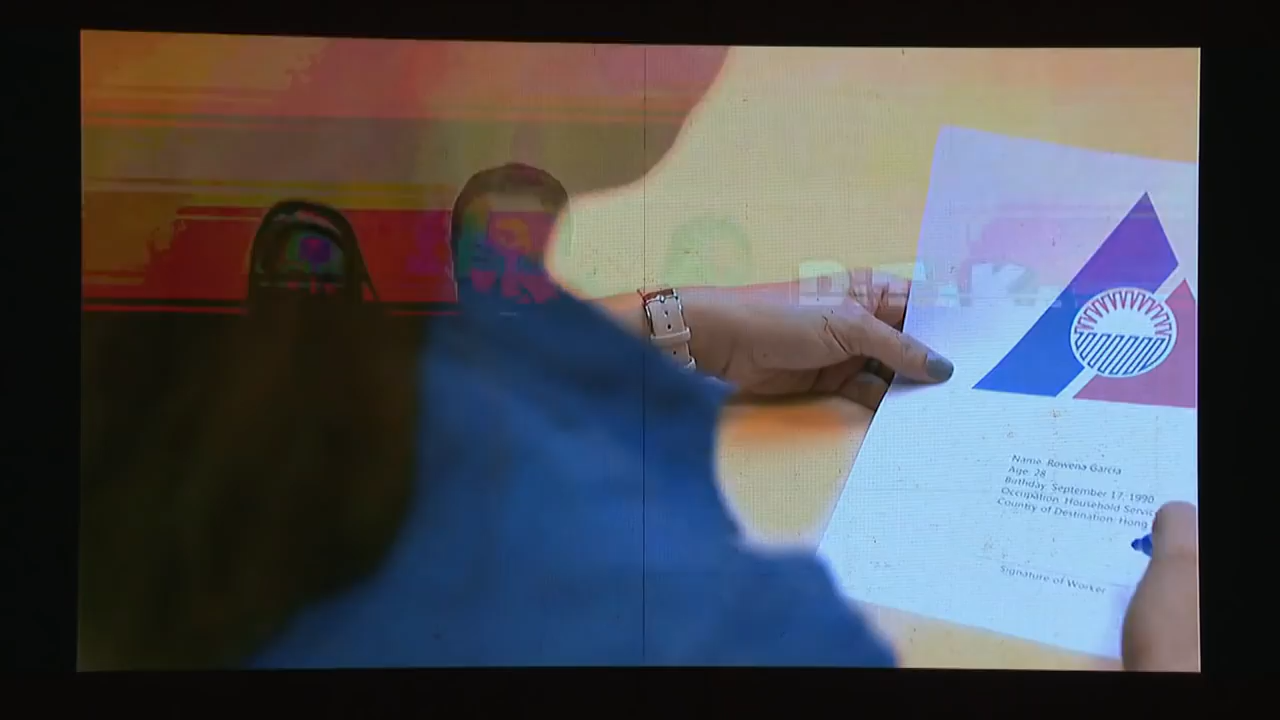 Name: Rowena Garcia
Age: 28
Birthday: September 17, 1990
Occupation: Household
Country of Destination: Hong
Signature of Worker